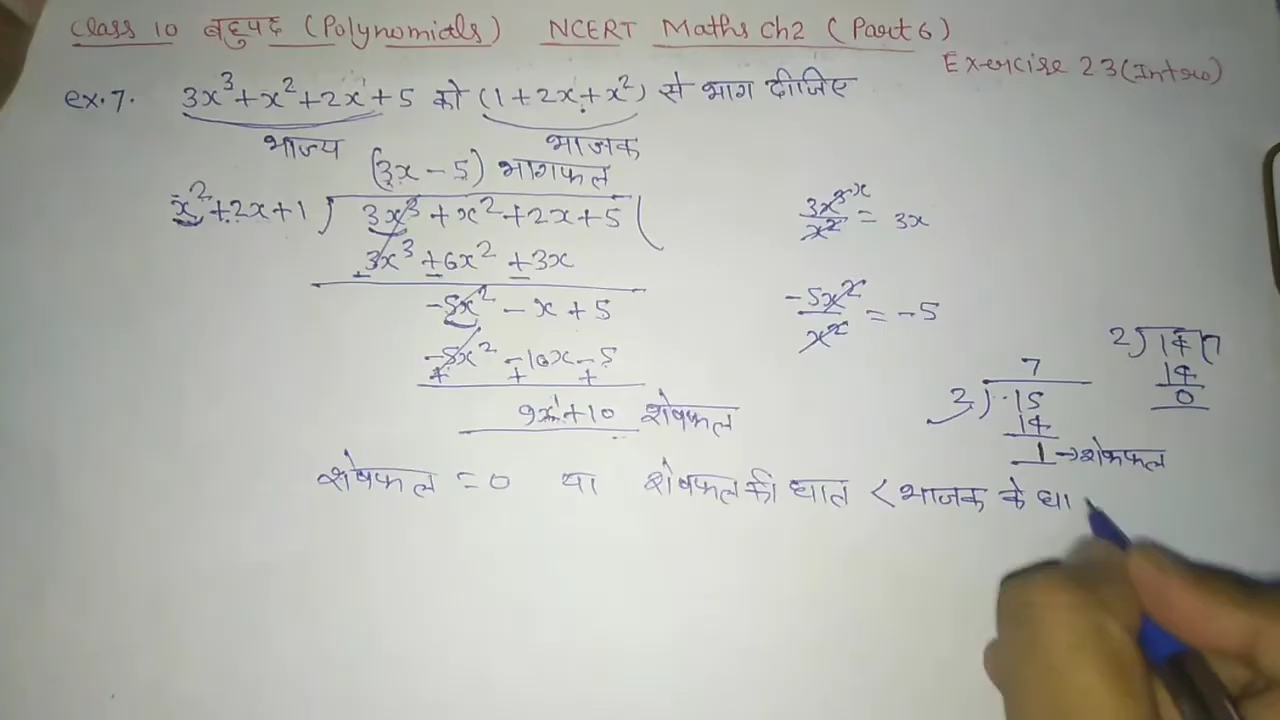 Class 10 बहुपद (Polynomials) NCERT Maths Ch2 (Part 6)
Exercise 2 3 (Intro)
ex. 7. 3x³+x²+2x+5 को (1+2x+x²) से भाग दीजिए
भाज्य भाजक
(3x-5) भागफल
x²+2x+1) 3x³+x²+2x+5(
3x³+6x²+3x
-5x²-x+5
-5x²-10x-5
+ + +
9x+10 शेषफल
3x³/x² = 3x
-5x²/x² = -5
2) 14 (7
14
0
7
2) 15
14
1→शेषफल
शेषफल =0 या शेषफल की घात < भाजक के घा